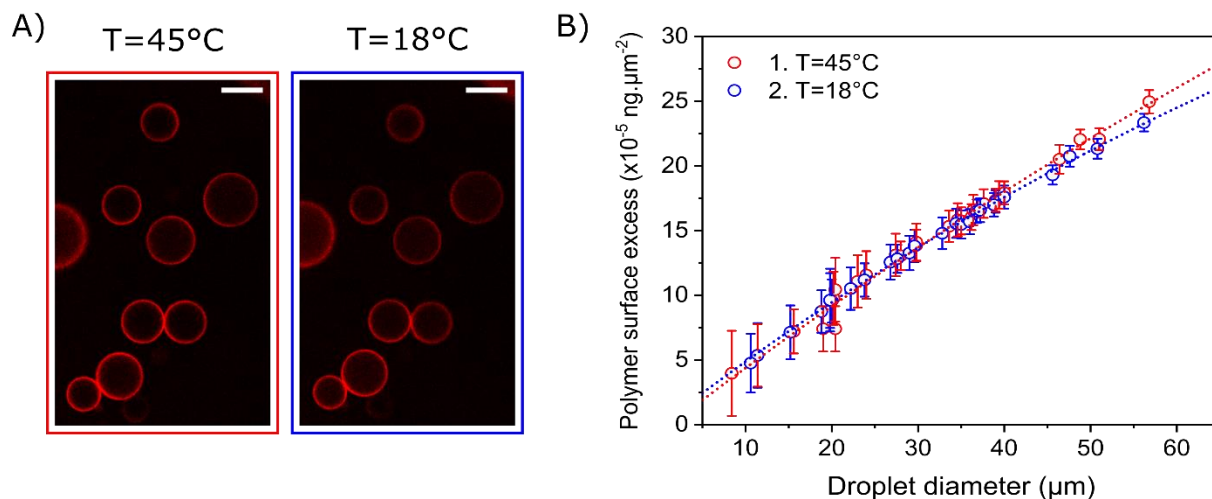 A)
T=45°C
T=18°C
B)
Polymer surface excess (x10⁻⁵ ng.µm⁻²)
30
25
20
15
10
5
0
1. T=45°C
2. T=18°C
10 20 30 40 50 60
Droplet diameter (µm)